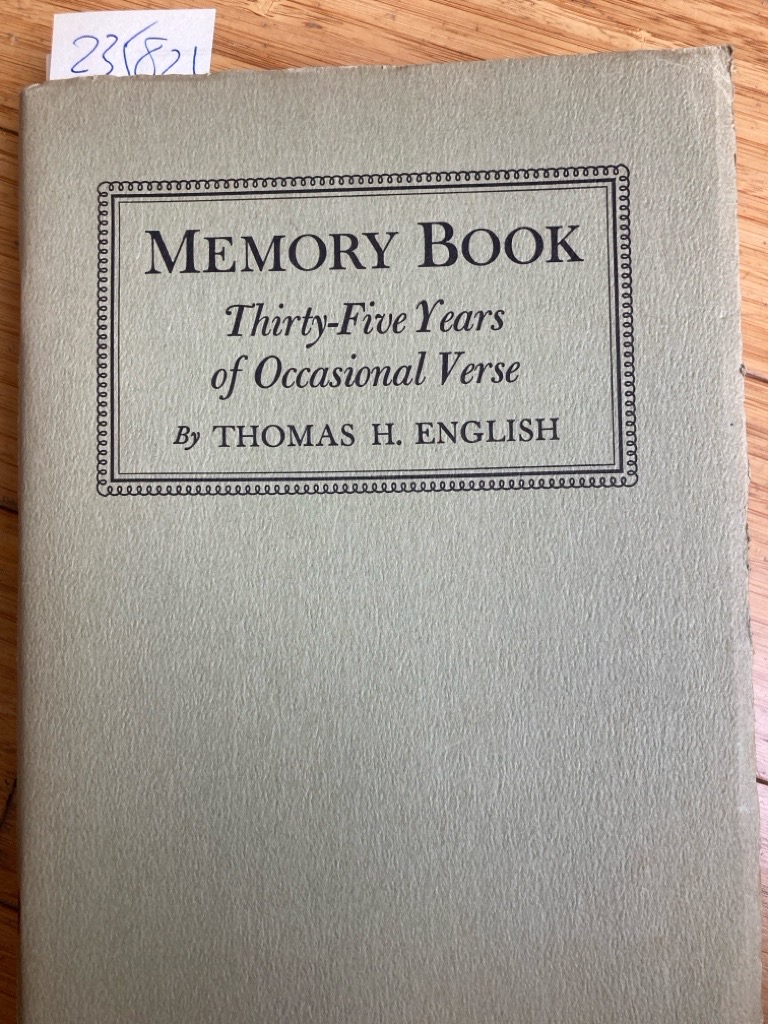 235821
MEMORY BOOK
Thirty-Five Years
of Occasional Verse
By THOMAS H. ENGLISH